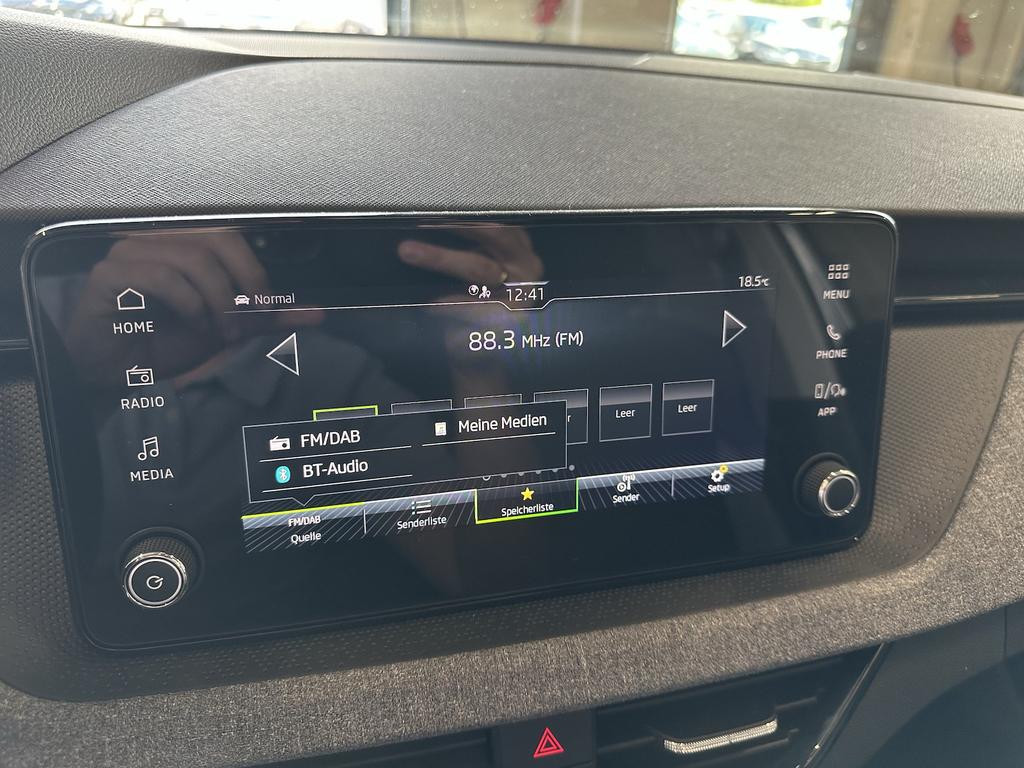 Normal
12:41
18.5°C
HOME
RADIO
MEDIA
88.3 MHz (FM)
MENU
PHONE
APP
Leer
Leer
FM/DAB
Meine Medien
BT-Audio
FM/DAB
Quelle
Senderliste
Speicherliste
Sender
Setup